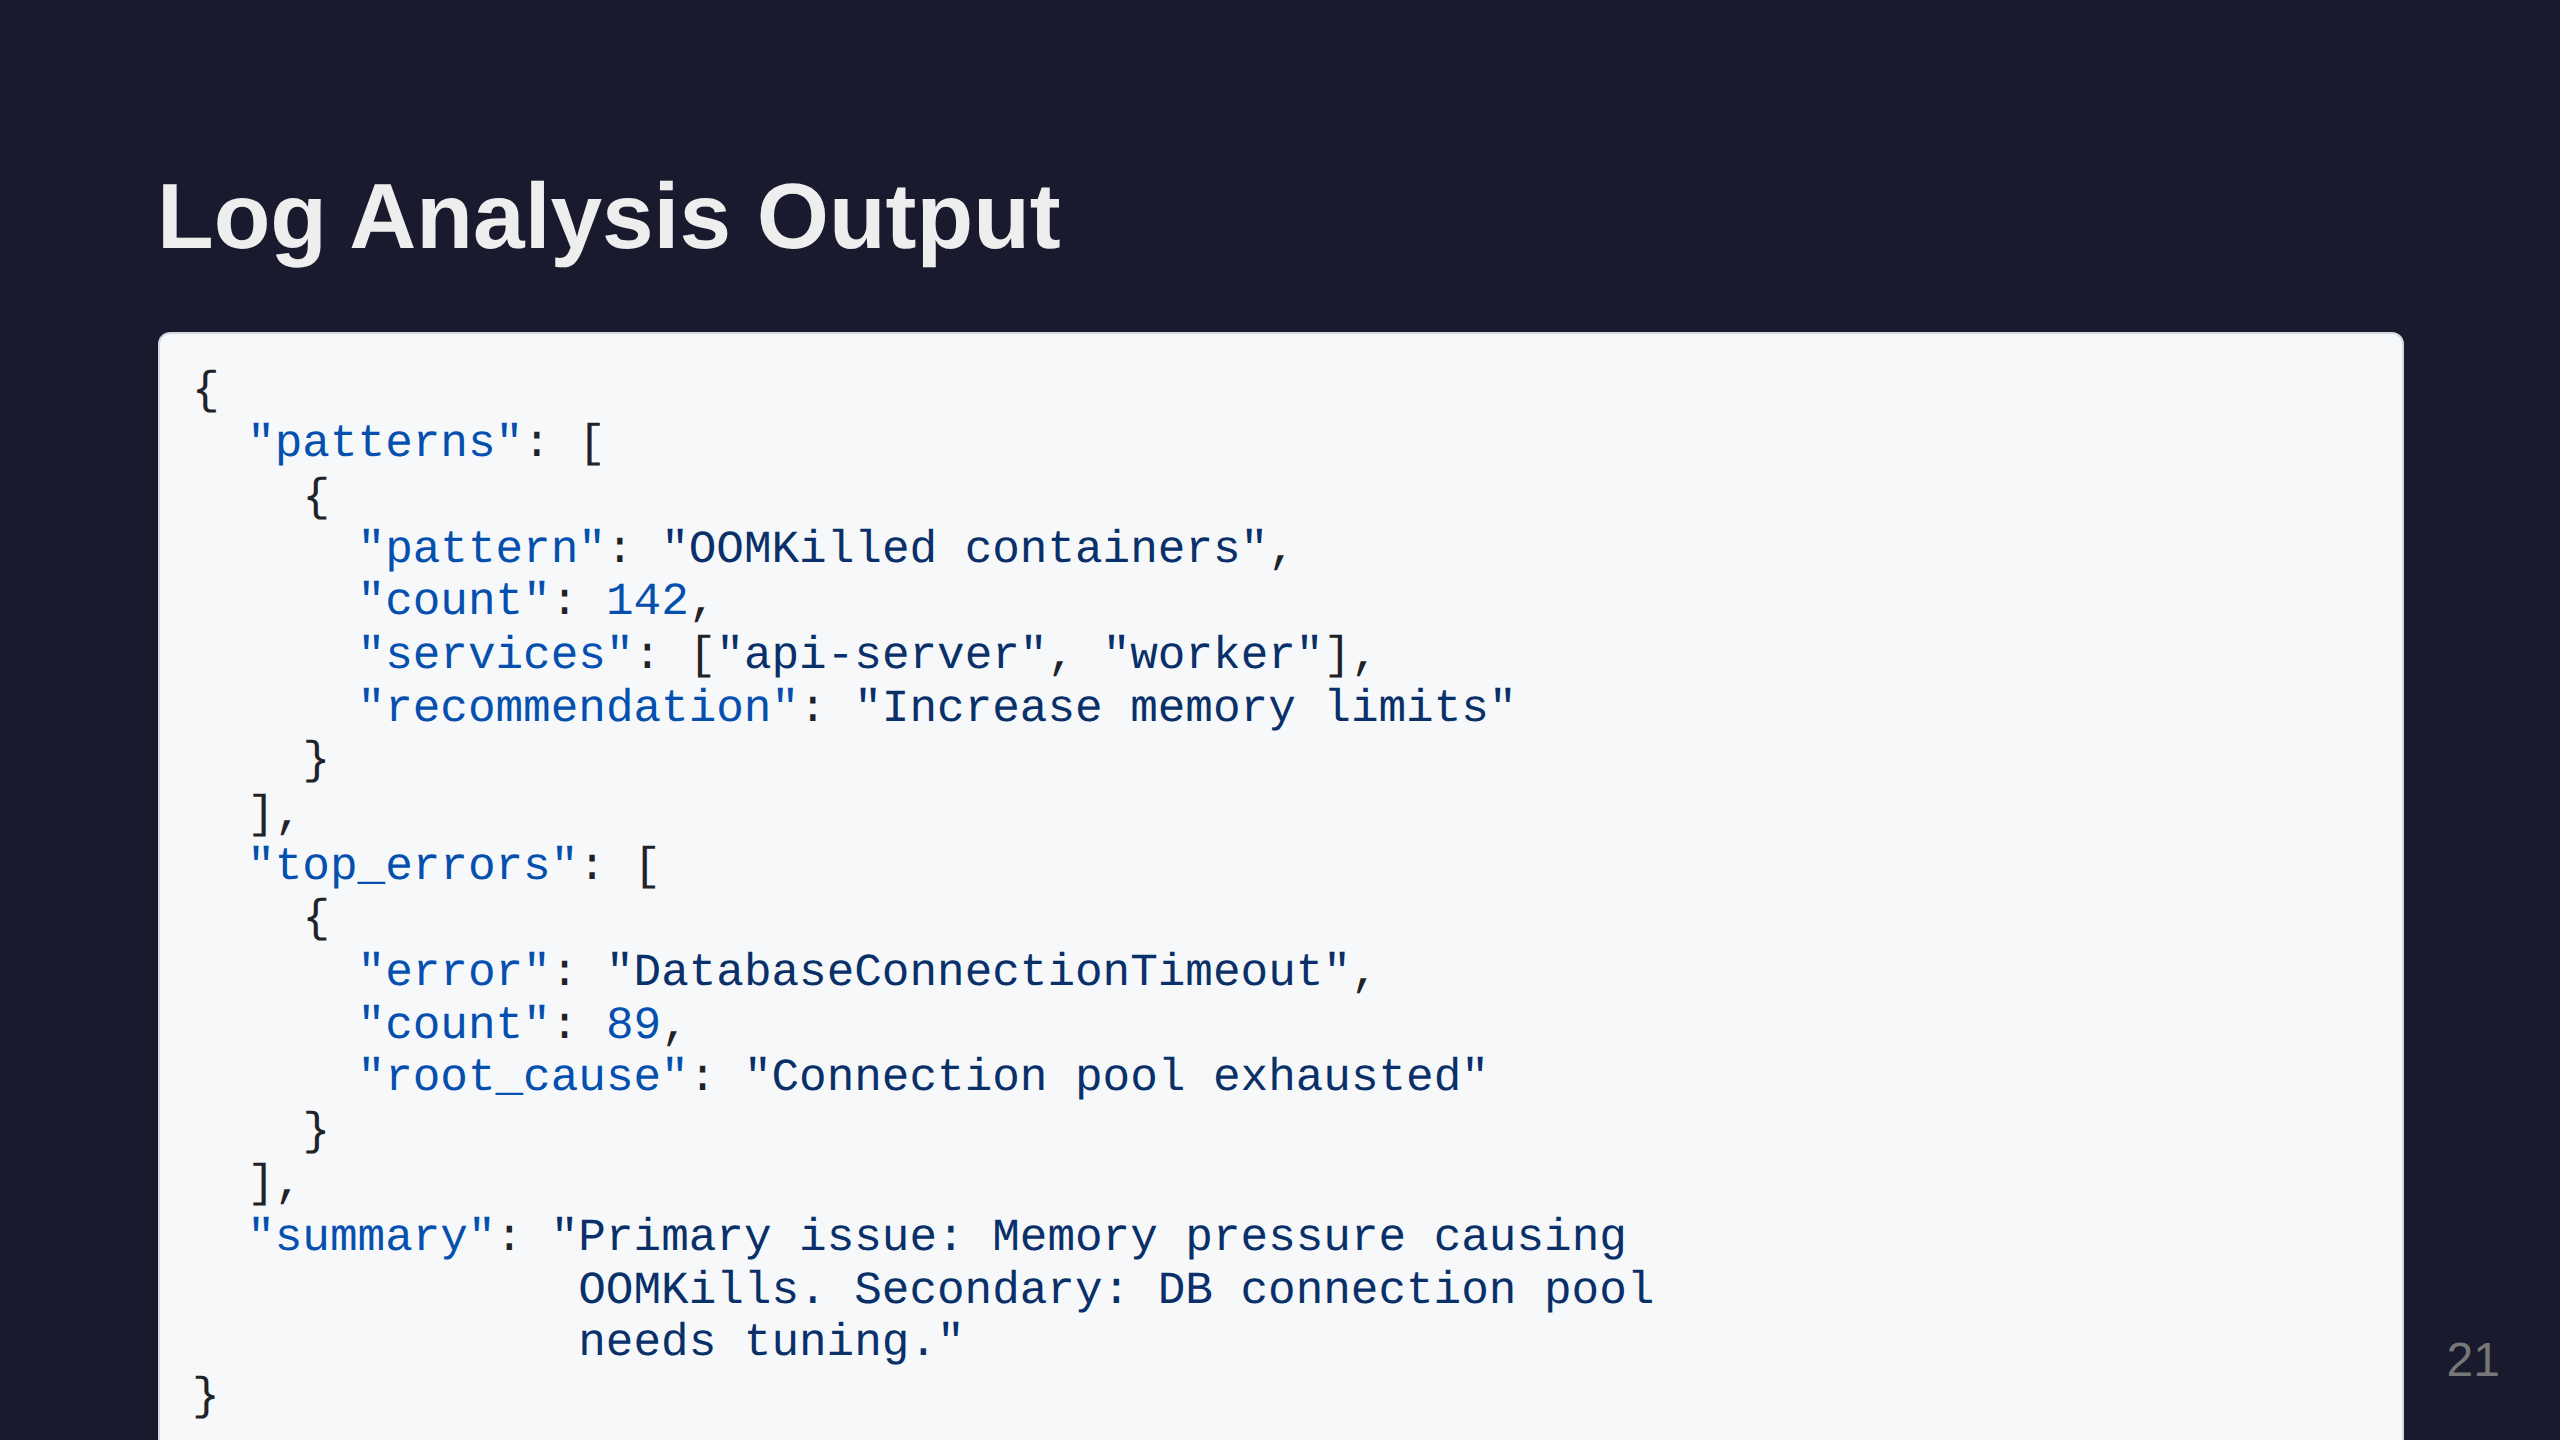 Log Analysis Output
{
  "patterns": [
    {
      "pattern": "OOMKilled containers",
      "count": 142,
      "services": ["api-server", "worker"],
      "recommendation": "Increase memory limits"
    }
  ],
  "top_errors": [
    {
      "error": "DatabaseConnectionTimeout",
      "count": 89,
      "root_cause": "Connection pool exhausted"
    }
  ],
  "summary": "Primary issue: Memory pressure causing
              OOMKills. Secondary: DB connection pool
              needs tuning."
}
21